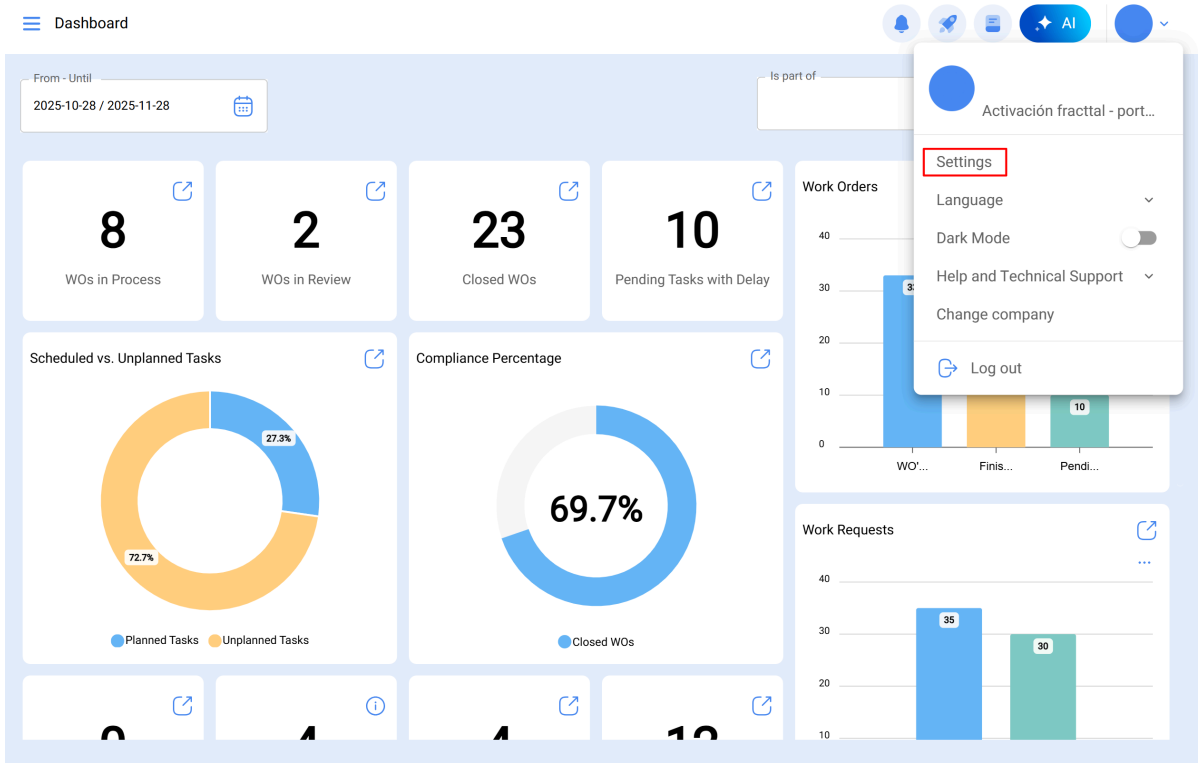 Dashboard
AI
From - Until
2025-10-28 / 2025-11-28
Is part of
Activación fracttal - port...
Settings
Language
Dark Mode
Help and Technical Support
Change company
Log out
8
WOs in Process
2
WOs in Review
23
Closed WOs
10
Pending Tasks with Delay
Work Orders
40
30
20
10
0
10
WO'...
Finis...
Pendi...
Scheduled vs. Unplanned Tasks
27.3%
72.7%
Planned Tasks
Unplanned Tasks
Compliance Percentage
69.7%
Closed WOs
Work Requests
...
40
30
20
10
35
30